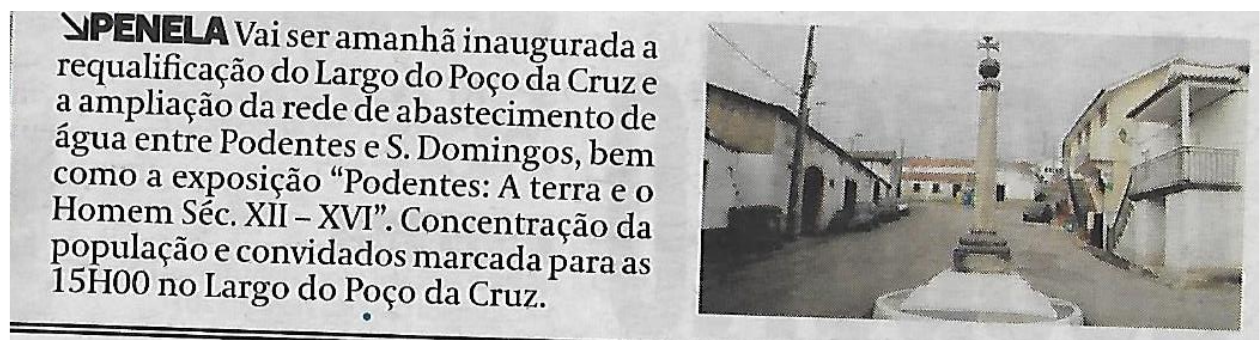 PENELA Vai ser amanhã inaugurada a
requalificação do Largo do Poço da Cruz e
a ampliação da rede de abastecimento de
água entre Podentes e S. Domingos, bem
como a exposição “Podentes: A terra e o
Homem Séc. XII – XVI”. Concentração da
população e convidados marcada para as
15H00 no Largo do Poço da Cruz.